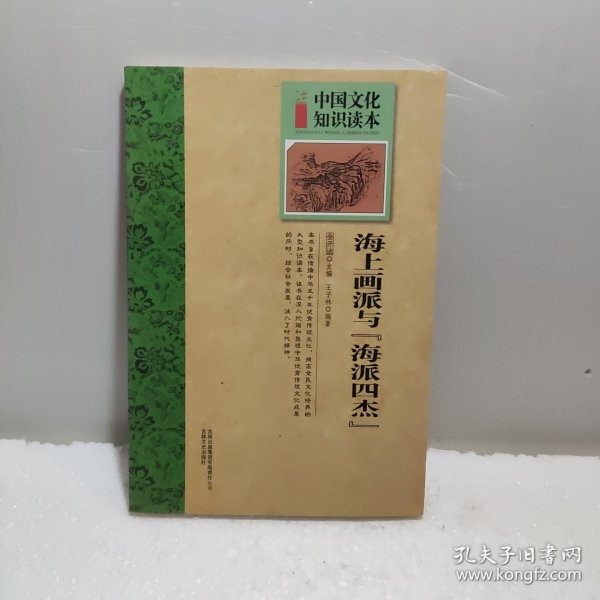 中国文化
知识读本
ZHONGGUO WENHUA ZHISHI DUBEN
海上画派与『海派四杰』
金开诚◎主编 王子林◎编著
本书旨在传播中华五千年优秀传统文化，提高全民文化修养的
大型知识读本，该书在深入挖掘和整理中华优秀传统文化成果
的同时，结合社会发展，注入了时代精神。
吉林出版集团有限责任公司
吉林文史出版社
孔夫子旧书网
www.kongfz.com